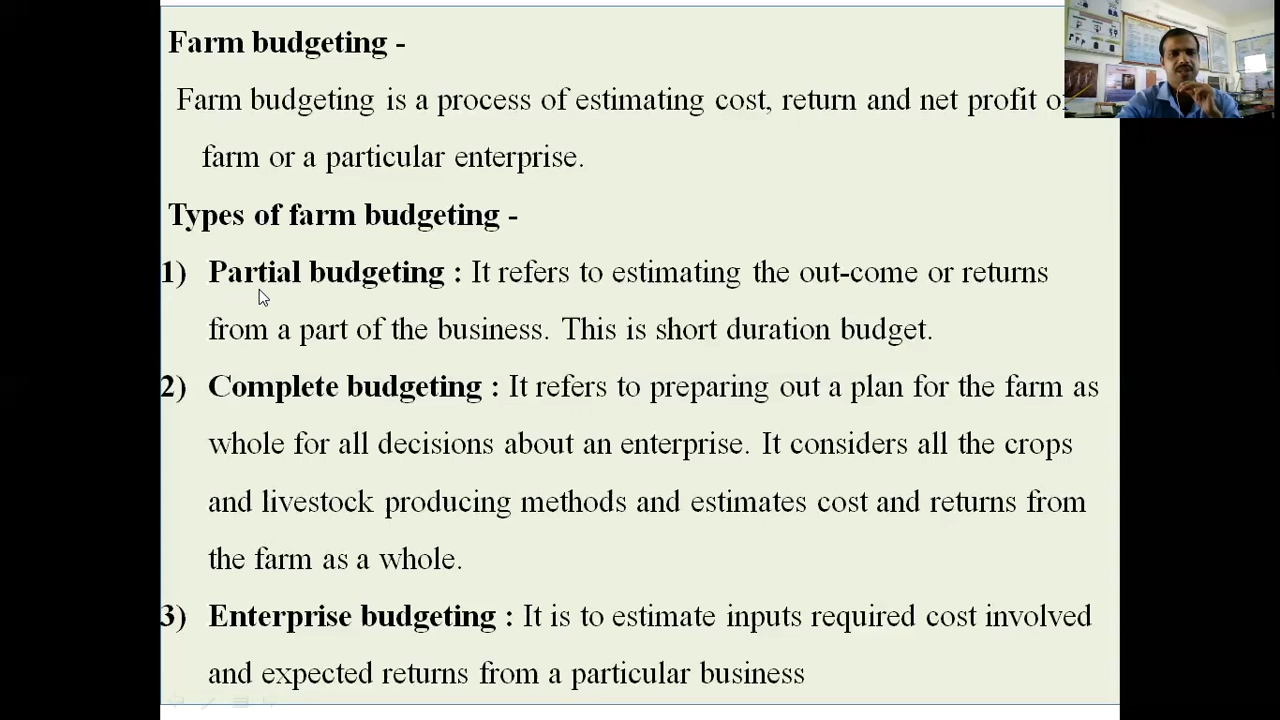 Farm budgeting -
Farm budgeting is a process of estimating cost, return and net profit
farm or a particular enterprise.
Types of farm budgeting -
1) Partial budgeting : It refers to estimating the out-come or returns
from a part of the business. This is short duration budget.
2) Complete budgeting : It refers to preparing out a plan for the farm as
whole for all decisions about an enterprise. It considers all the crops
and livestock producing methods and estimates cost and returns from
the farm as a whole.
3) Enterprise budgeting : It is to estimate inputs required cost involved
and expected returns from a particular business